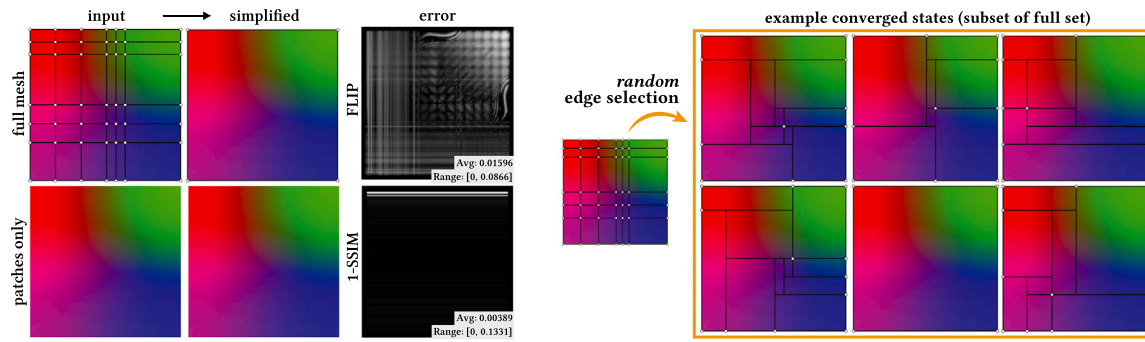 input simplified error
full mesh
FLIP
Avg: 0.01596
Range: [0, 0.0866]
patches only
1-SSIM
Avg: 0.00389
Range: [0, 0.1331]
random
edge selection
example converged states (subset of full set)